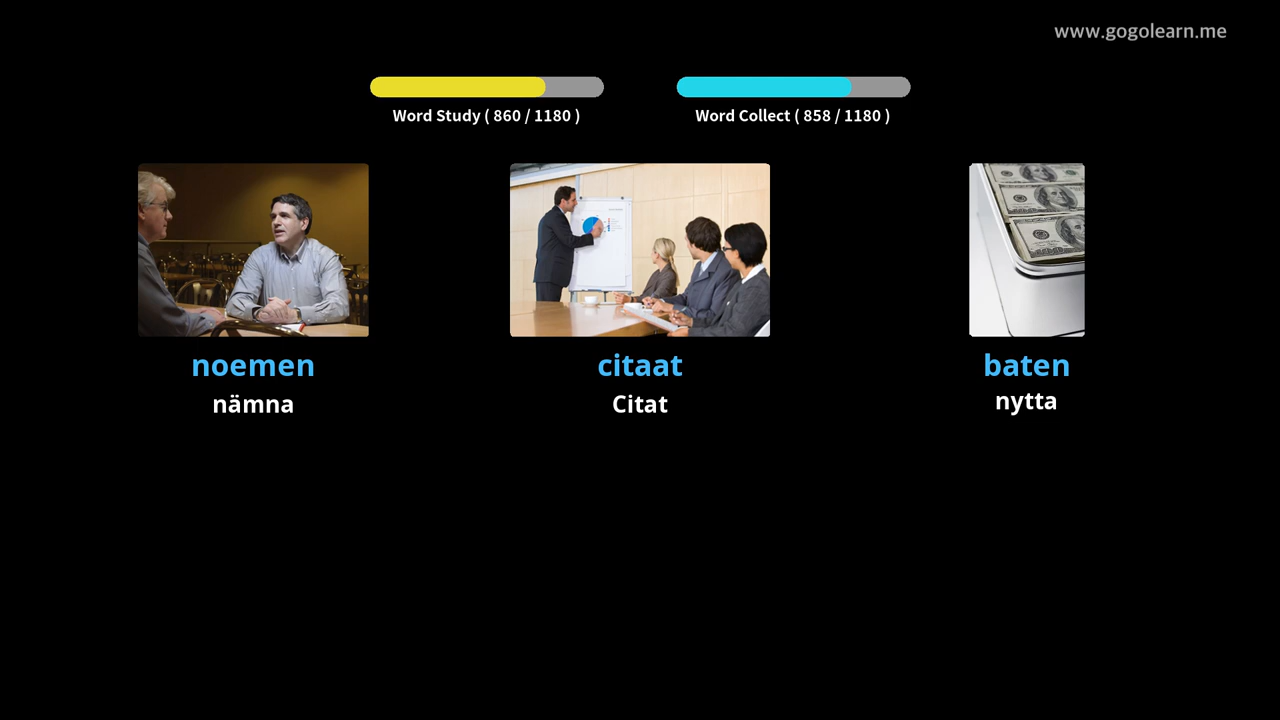 www.gogolearn.me
Word Study ( 860 / 1180 )
Word Collect ( 858 / 1180 )
noemen
nämna
citaat
Citat
baten
nytta